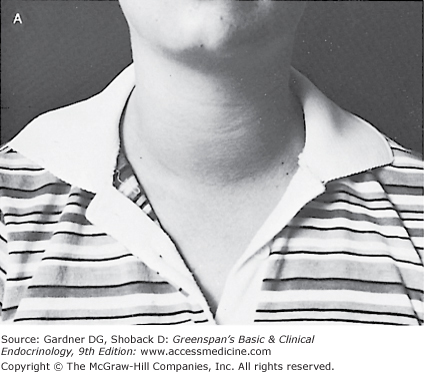 A
Source: Gardner DG, Shoback D: Greenspan's Basic & Clinical
Endocrinology, 9th Edition: www.accessmedicine.com
Copyright © The McGraw-Hill Companies, Inc. All rights reserved.